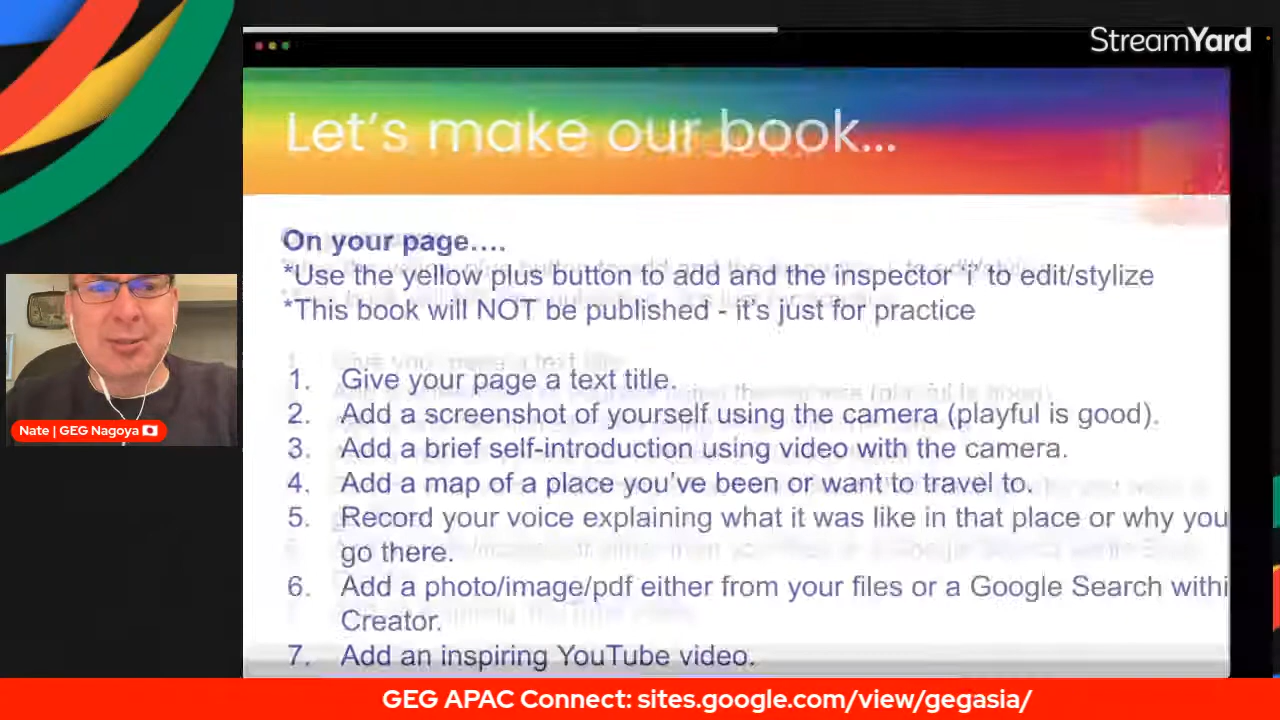 StreamYard
Let's make our book...
On your page....
*Use the yellow plus button to add and the inspector "i" to edit/stylize
*This book will NOT be published - it's just for practice
1. Give your page a text title.
2. Add a screenshot of yourself using the camera (playful is good).
3. Add a brief self-introduction using video with the camera.
4. Add a map of a place you've been or want to travel to.
5. Record your voice explaining what it was like in that place or why you
go there.
6. Add a photo/image/pdf either from your files or a Google Search withi
Creator.
7. Add an inspiring YouTube video.
Nate | GEG Nagoya
GEG APAC Connect: sites.google.com/view/gegasia/